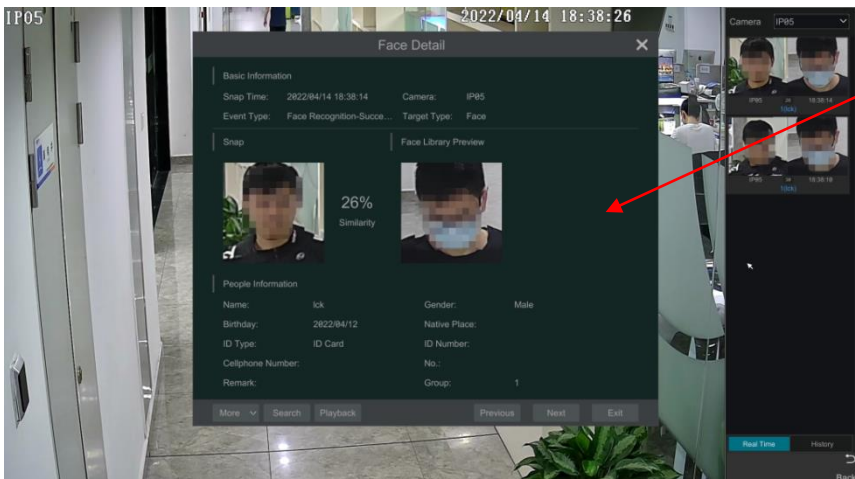 IP05
2022/04/14 18:38:26
Face Detail
Basic Information
Snap Time: 2022/04/14 18:38:14 Camera: IP05
Event Type: Face Recognition-Succe... Target Type: Face
Snap Face Library Preview
26%
Similarity
People Information
Name: lck Gender: Male
Birthday: 2022/04/12 Native Place:
ID Type: ID Card ID Number:
Cellphone Number: No.:
Remark: Group: 1
More Search Playback Previous Next Exit
Camera IP05
IP05 18:38:14
1(lck)
IP05 18:38:18
1(lck)
Real Time History
Back